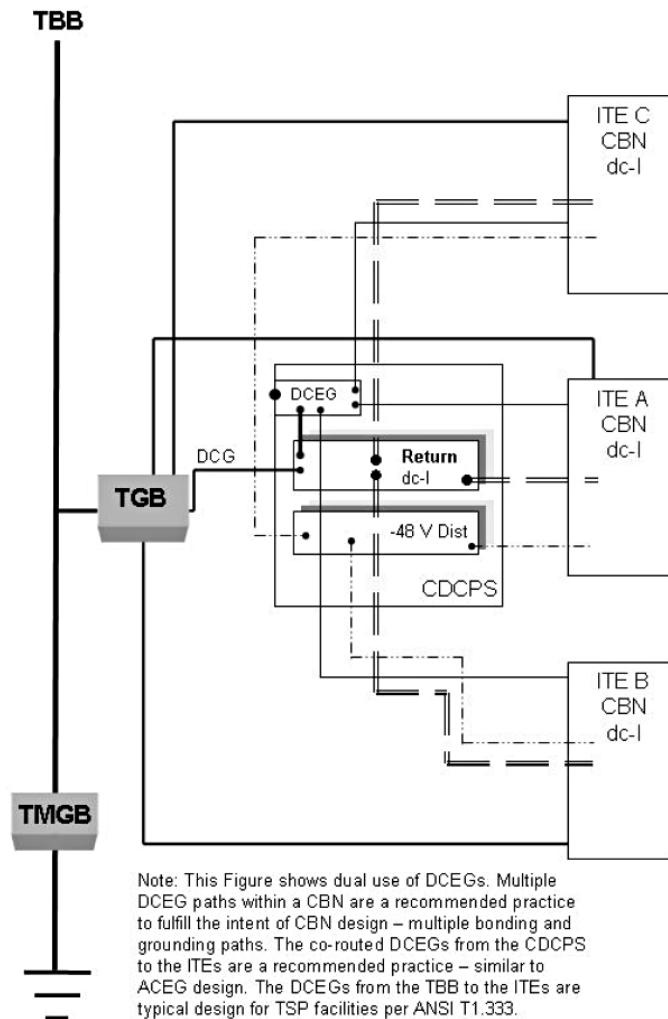 TBB
ITE C
CBN
dc-I
DCEG
ITE A
CBN
dc-I
DCG
Return
dc-I
TGB
-48 V Dist
CDCPS
ITE B
CBN
dc-I
TMGB
Note: This Figure shows dual use of DCEGs. Multiple
DCEG paths within a CBN are a recommended practice
to fulfill the intent of CBN design – multiple bonding and
grounding paths. The co-routed DCEGs from the CDCPS
to the ITEs are a recommended practice – similar to
ACEG design. The DCEGs from the TBB to the ITEs are
typical design for TSP facilities per ANSI T1.333.